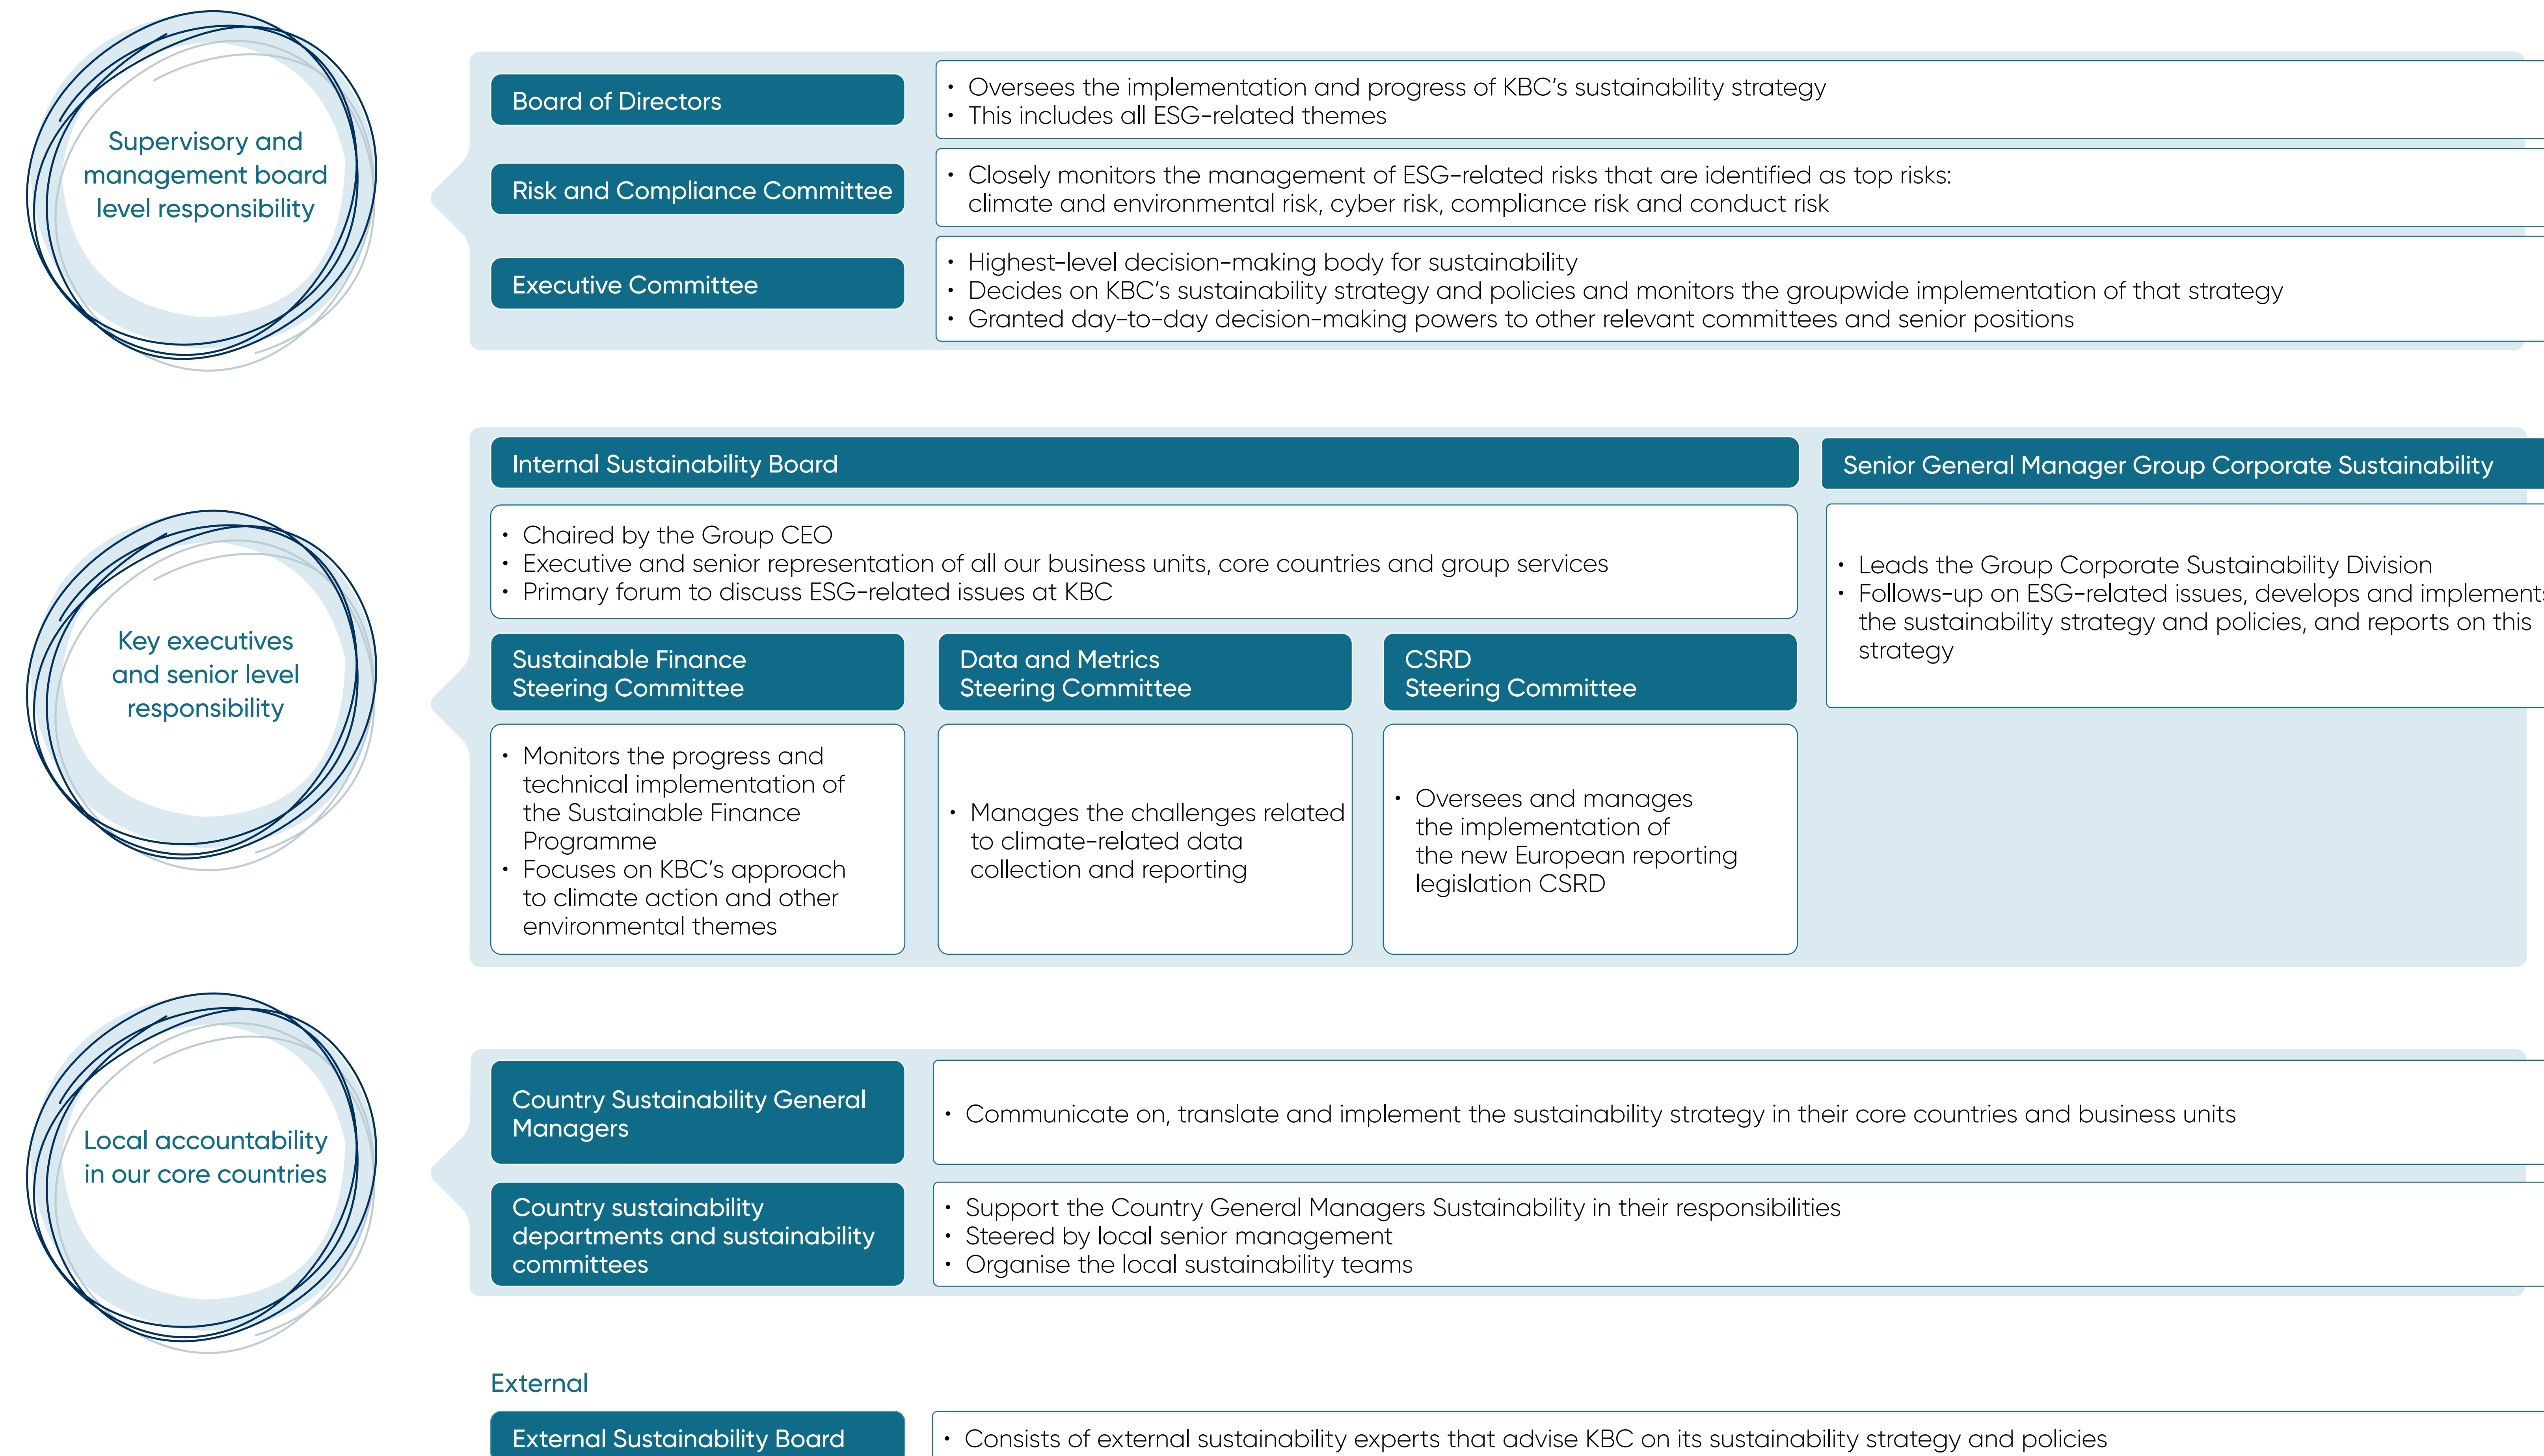 Supervisory and
management board
level responsibility
Board of Directors
• Oversees the implementation and progress of KBC's sustainability strategy
• This includes all ESG-related themes
Risk and Compliance Committee
• Closely monitors the management of ESG-related risks that are identified as top risks:
climate and environmental risk, cyber risk, compliance risk and conduct risk
Executive Committee
• Highest-level decision-making body for sustainability
• Decides on KBC's sustainability strategy and policies and monitors the groupwide implementation of that strategy
• Granted day-to-day decision-making powers to other relevant committees and senior positions
Key executives
and senior level
responsibility
Internal Sustainability Board
• Chaired by the Group CEO
• Executive and senior representation of all our business units, core countries and group services
• Primary forum to discuss ESG-related issues at KBC
Senior General Manager Group Corporate Sustainability
• Leads the Group Corporate Sustainability Division
• Follows-up on ESG-related issues, develops and implements
the sustainability strategy and policies, and reports on this
strategy
Sustainable Finance
Steering Committee
• Monitors the progress and
technical implementation of
the Sustainable Finance
Programme
• Focuses on KBC's approach
to climate action and other
environmental themes
Data and Metrics
Steering Committee
• Manages the challenges related
to climate-related data
collection and reporting
CSRD
Steering Committee
• Oversees and manages
the implementation of
the new European reporting
legislation CSRD
Local accountability
in our core countries
Country Sustainability General
Managers
• Communicate on, translate and implement the sustainability strategy in their core countries and business units
Country sustainability
departments and sustainability
committees
• Support the Country General Managers Sustainability in their responsibilities
• Steered by local senior management
• Organise the local sustainability teams
External
External Sustainability Board
• Consists of external sustainability experts that advise KBC on its sustainability strategy and policies